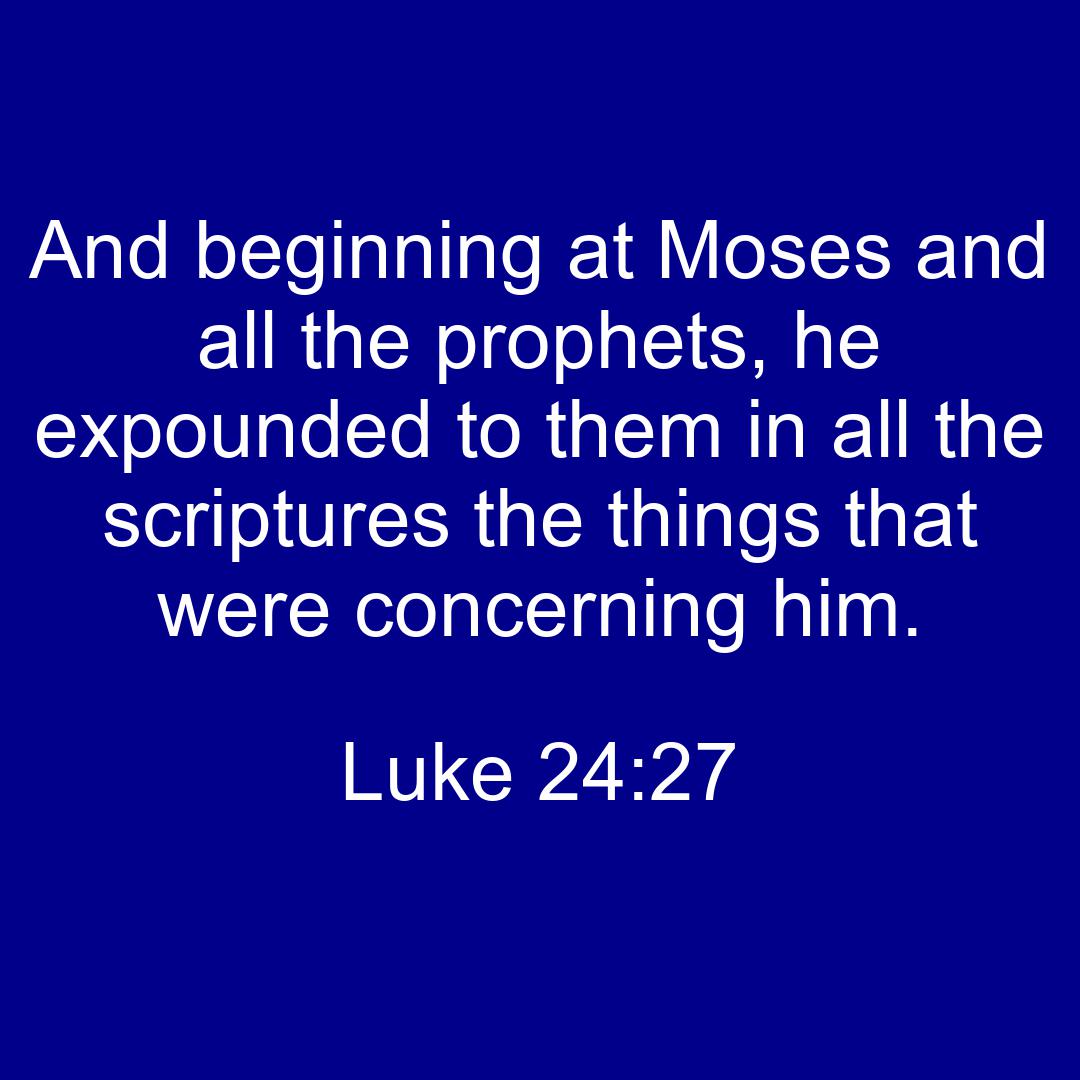 And beginning at Moses and
all the prophets, he
expounded to them in all the
scriptures the things that
were concerning him.
Luke 24:27